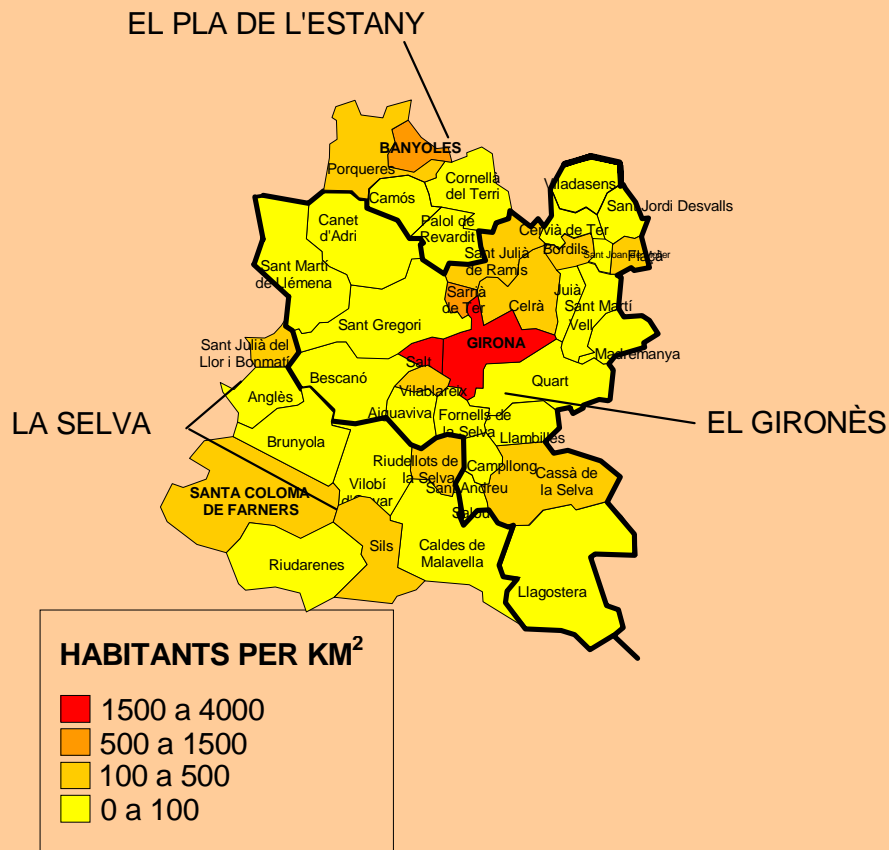 EL PLA DE L'ESTANY
BANYOLES
Porqueres
Cornellà
del Terri
Camós
Sant Jordi Desvalls
Palol de
Revardit
Canet
d'Adri
Cervià de Ter
Bordils
Sant Julià
de Ramis
Sant Martí
de Llémena
Sarrià
de Ter
Celrà
Juià
Sant Martí
Vell
Sant Gregori
GIRONA
Madremanya
Sant Julià del
Llor i Bonmatí
Salt
Bescanó
Quart
Vilablareix
Anglès
Aiguaviva
Fornells de
la Selva
LA SELVA
EL GIRONÈS
Llambilles
Brunyola
Riudellots de
la Selva
Campllong
Cassà de
la Selva
Vilobí
Sant Andreu
Salou
SANTA COLOMA
DE FARNERS
Sils
Caldes de
Malavella
Riudarenes
Llagostera
HABITANTS PER KM²
1500 a 4000
500 a 1500
100 a 500
0 a 100